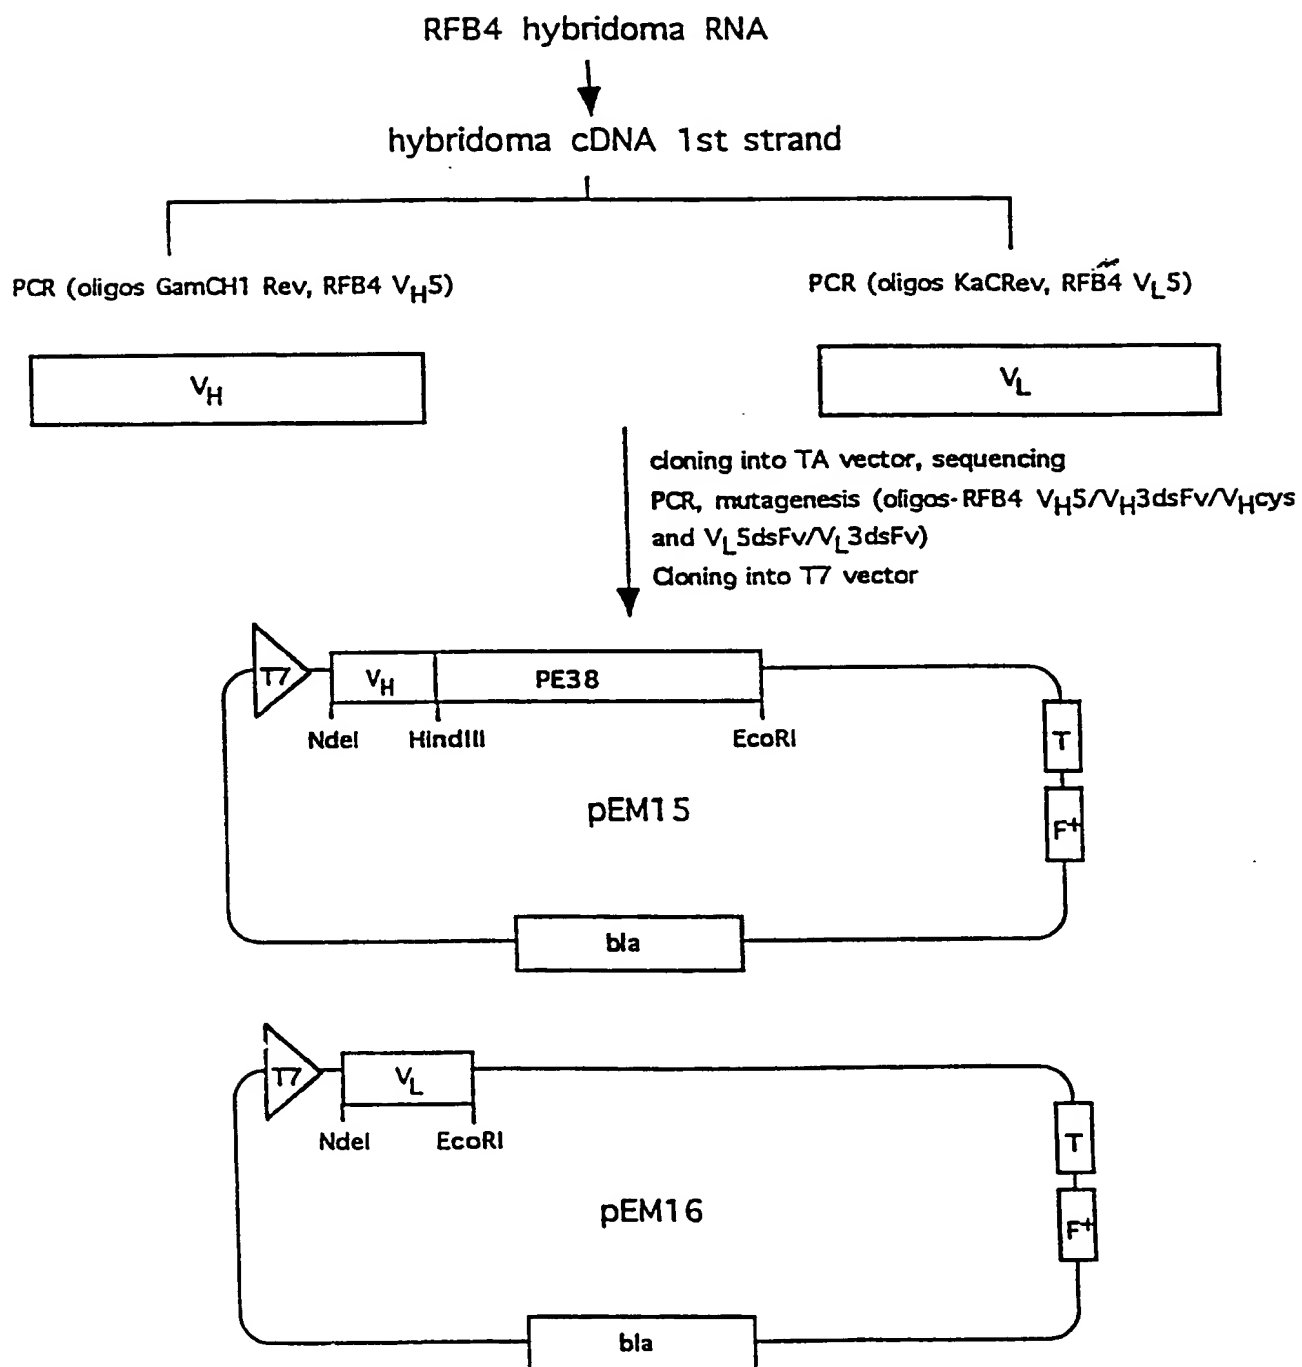 RFB4 hybridoma RNA
hybridoma cDNA 1st strand
PCR (oligos GamCH1 Rev, RFB4 VH5)
PCR (oligos KaCRev, RFB4 VL5)
VH
VL
cloning into TA vector, sequencing
PCR, mutagenesis (oligos-RFB4 VH5/VH3dsFv/VHcys
and VL5dsFv/VL3dsFv)
Cloning into T7 vector
T7
VH
PE38
NdeI
HindIII
EcoRI
T
pEM15
F+
bla
T7
VL
NdeI
EcoRI
T
pEM16
F+
bla